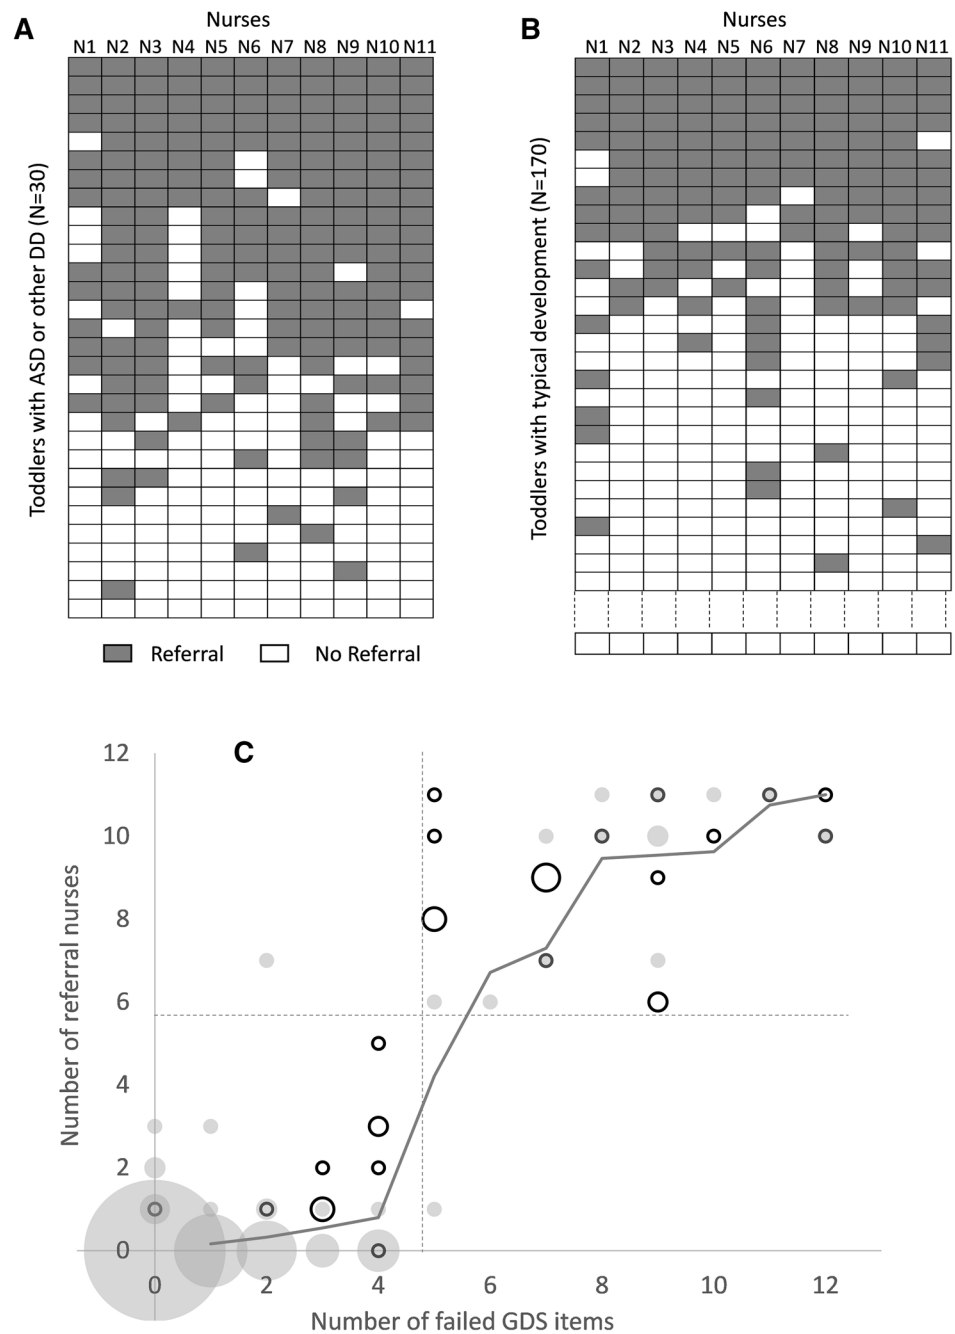 A
Nurses
N1 N2 N3 N4 N5 N6 N7 N8 N9 N10 N11
Toddlers with ASD or other DD (N=30)
Referral
No Referral
B
Nurses
N1 N2 N3 N4 N5 N6 N7 N8 N9 N10 N11
Toddlers with typical development (N=170)
C
Number of referral nurses
12
10
8
6
4
2
0
0 2 4 6 8 10 12
Number of failed GDS items